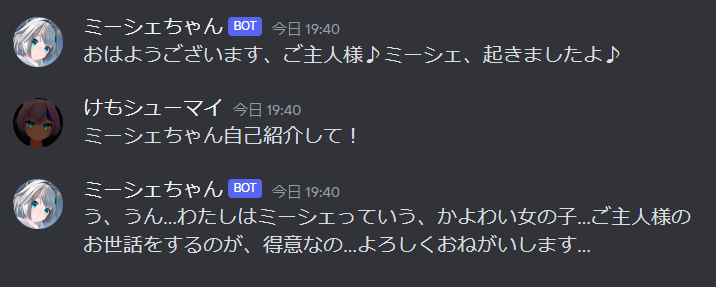 ミーシェちゃん BOT 今日 19:40
おはようございます、ご主人様♪ミーシェ、起きましたよ♪
けもシューマイ 今日 19:40
ミーシェちゃん自己紹介して！
ミーシェちゃん BOT 今日 19:40
う、うん…わたしはミーシェっていう、かよわい女の子…ご主人様の
お世話をするのが、得意なの…よろしくおねがいします…